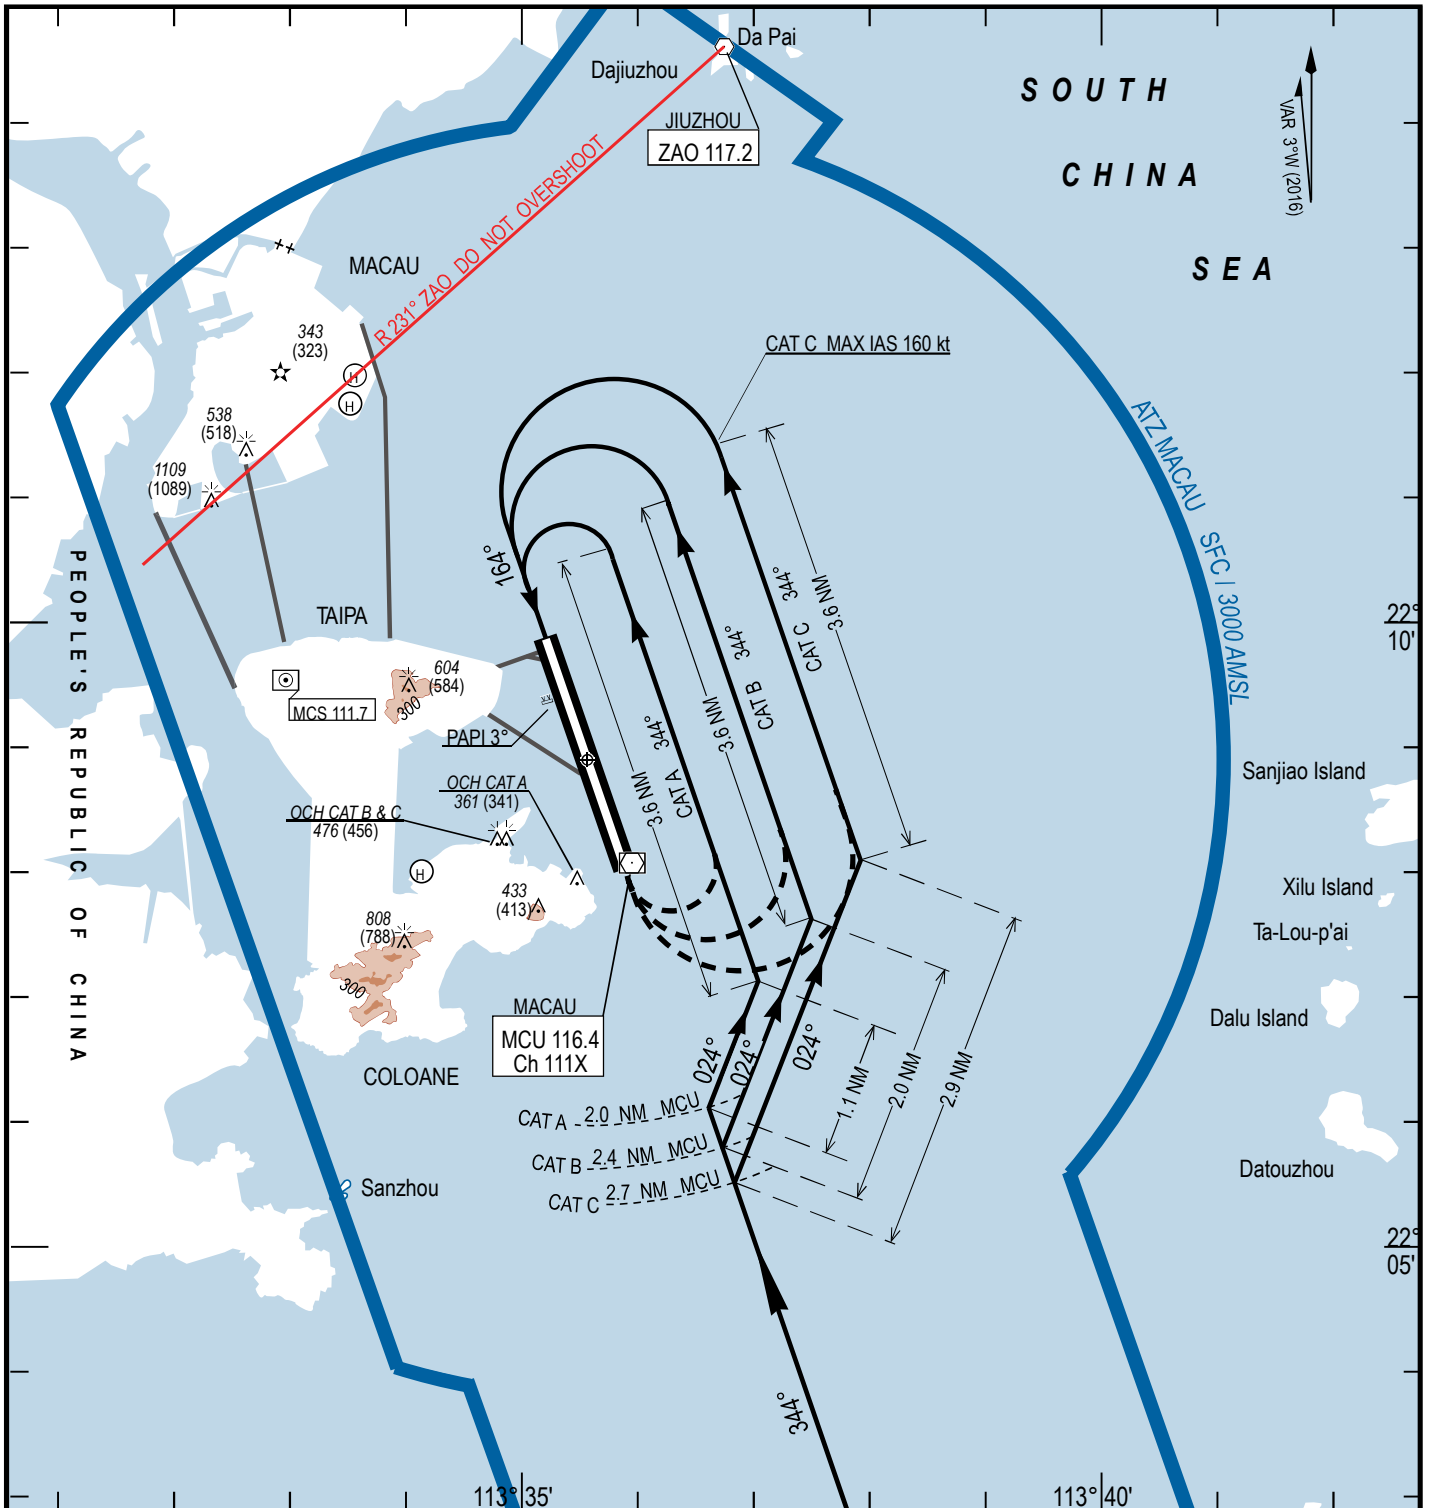 Da Pai
Dajiuzhou
SOUTH
CHINA
SEA
VAR 3°W (2016)
JIUZHOU
ZAO 117.2
R 231° ZAO DO NOT OVERSHOOT
MACAU
343
(323)
H
H
538
(518)
1109
(1089)
CAT C MAX IAS 160 kt
ATZ MACAU SFC / 3000 AMSL
PEOPLE'S REPUBLIC OF CHINA
164°
TAIPA
22°
10'
604
(584)
300
MCS 111.7
PAPI 3°
344°
3.6 NM
CAT A
344°
3.6 NM
CAT B
344°
3.6 NM
CAT C
OCH CAT A
361 (341)
OCH CAT B & C
476 (456)
H
433
(413)
808
(788)
300
Sanjiao Island
Xilu Island
Ta-Lou-p'ai
Dalu Island
Datouzhou
MACAU
MCU 116.4
Ch 111X
COLOANE
024°
024°
024°
1.1 NM
2.0 NM
2.9 NM
CAT A 2.0 NM MCU
CAT B 2.4 NM MCU
CAT C 2.7 NM MCU
Sanzhou
22°
05'
344°
113°35'
113°40'